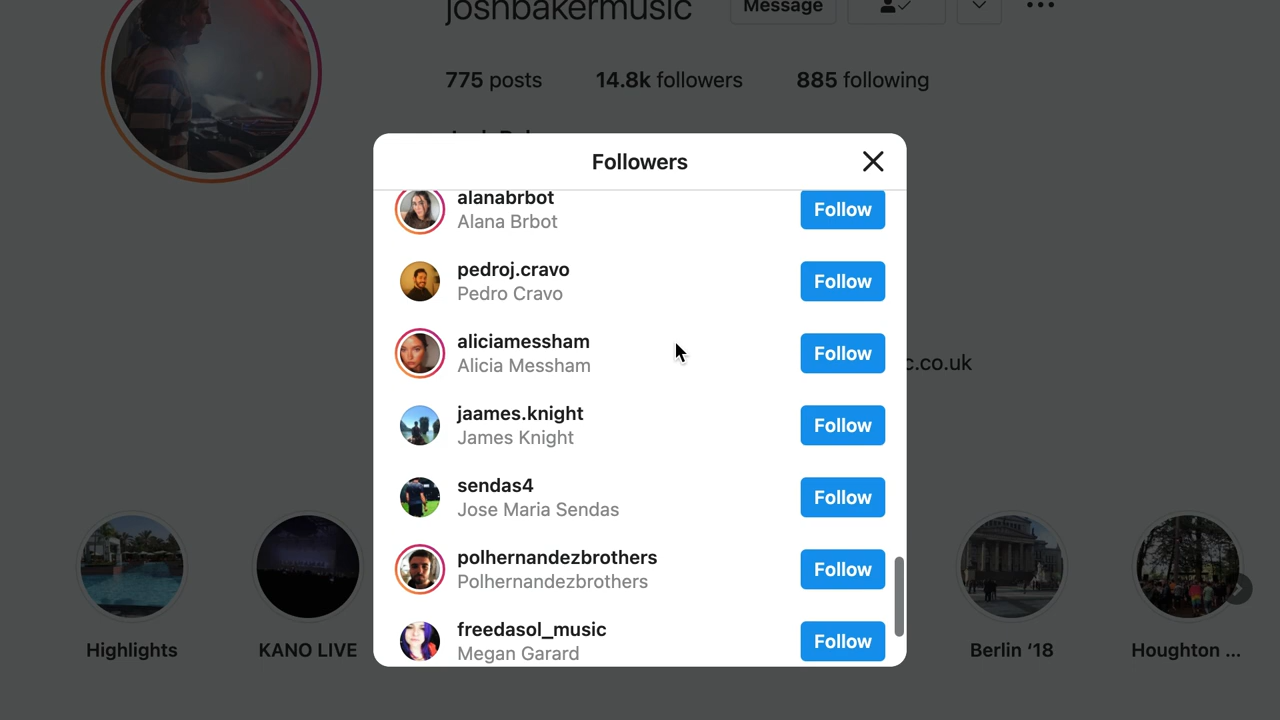 joshbakermusic
Message
775 posts 14.8k followers 885 following
Followers
alanabrbot
Alana Brbot
Follow
pedroj.cravo
Pedro Cravo
Follow
aliciamessham
Alicia Messham
Follow
c.co.uk
jaames.knight
James Knight
Follow
sendas4
Jose Maria Sendas
Follow
polhernandezbrothers
Polhernandezbrothers
Follow
freedasol_music
Megan Garard
Follow
Highlights
KANO LIVE
Berlin ‘18
Houghton ...